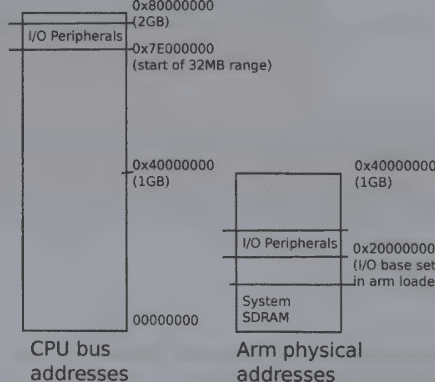 0x80000000
(2GB)
I/O Peripherals
0x7E000000
(start of 32MB range)
0x40000000
(1GB)
00000000
CPU bus
addresses
0x40000000
(1GB)
I/O Peripherals
0x20000000
(I/O base set
in arm loade
System
SDRAM
Arm physical
addresses